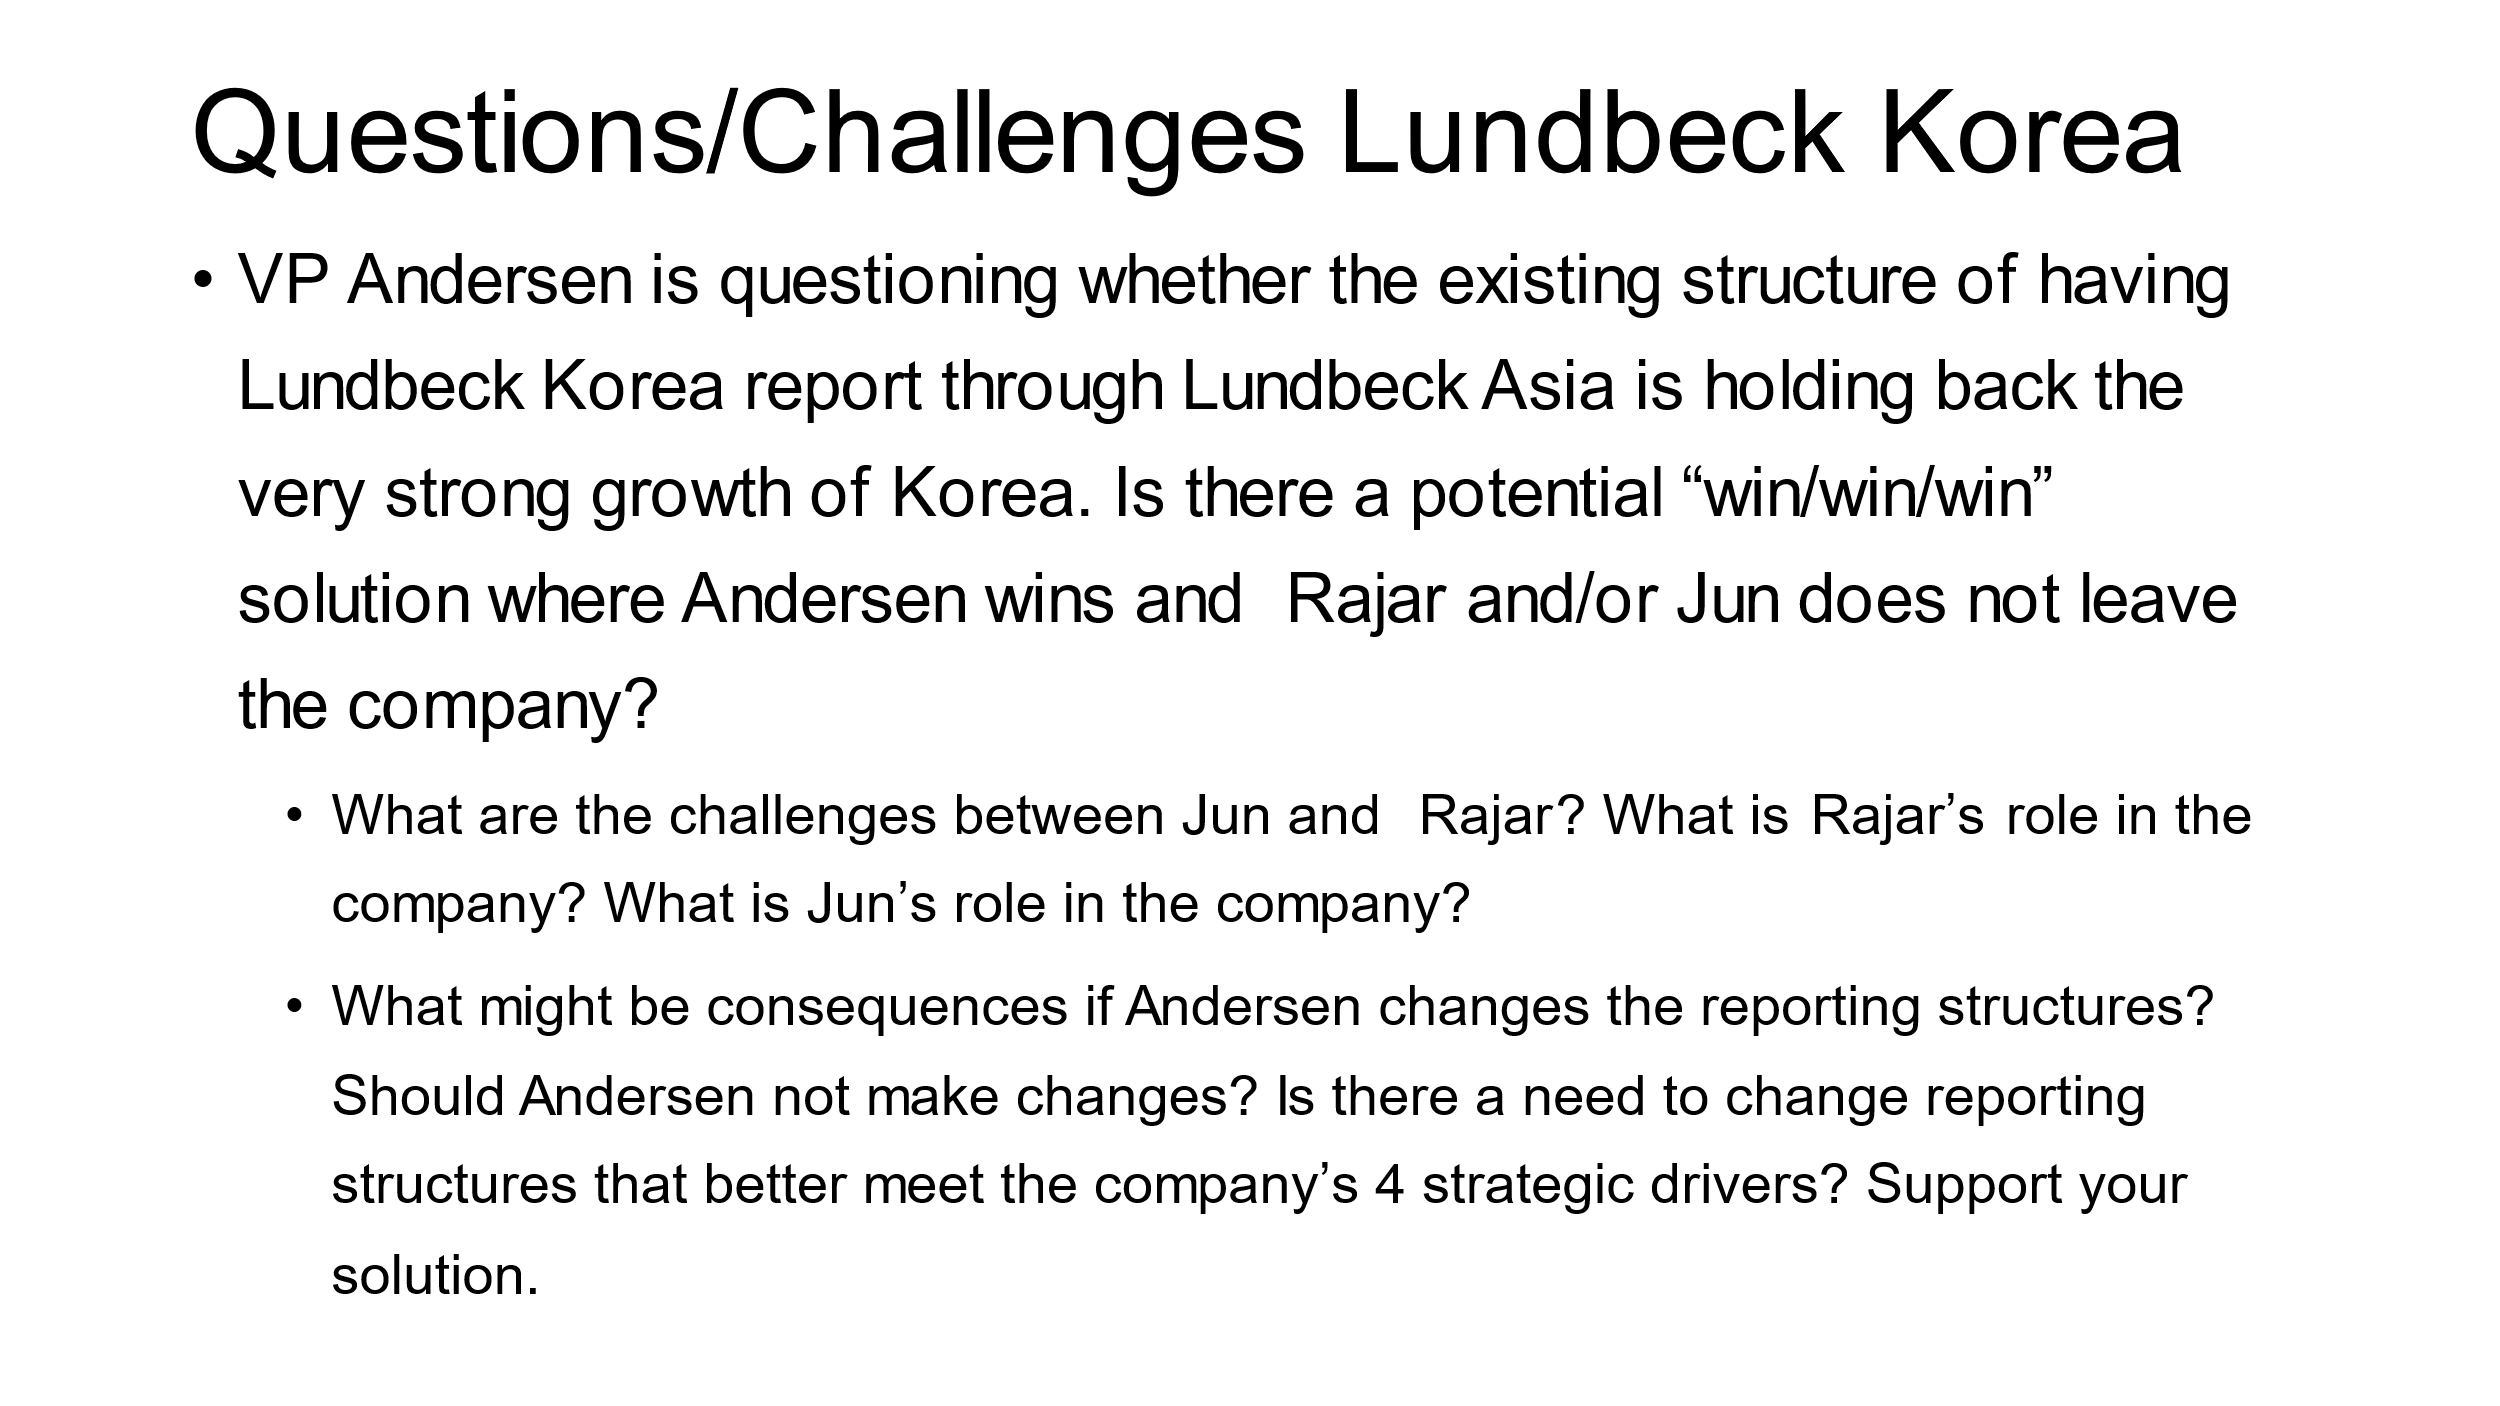 Questions/Challenges Lundbeck Korea
• VP Andersen is questioning whether the existing structure of having
Lundbeck Korea report through Lundbeck Asia is holding back the
very strong growth of Korea. Is there a potential “win/win/win”
solution where Andersen wins and Rajar and/or Jun does not leave
the company?
• What are the challenges between Jun and Rajar? What is Rajar’s role in the
company? What is Jun’s role in the company?
• What might be consequences if Andersen changes the reporting structures?
Should Andersen not make changes? Is there a need to change reporting
structures that better meet the company’s 4 strategic drivers? Support your
solution.